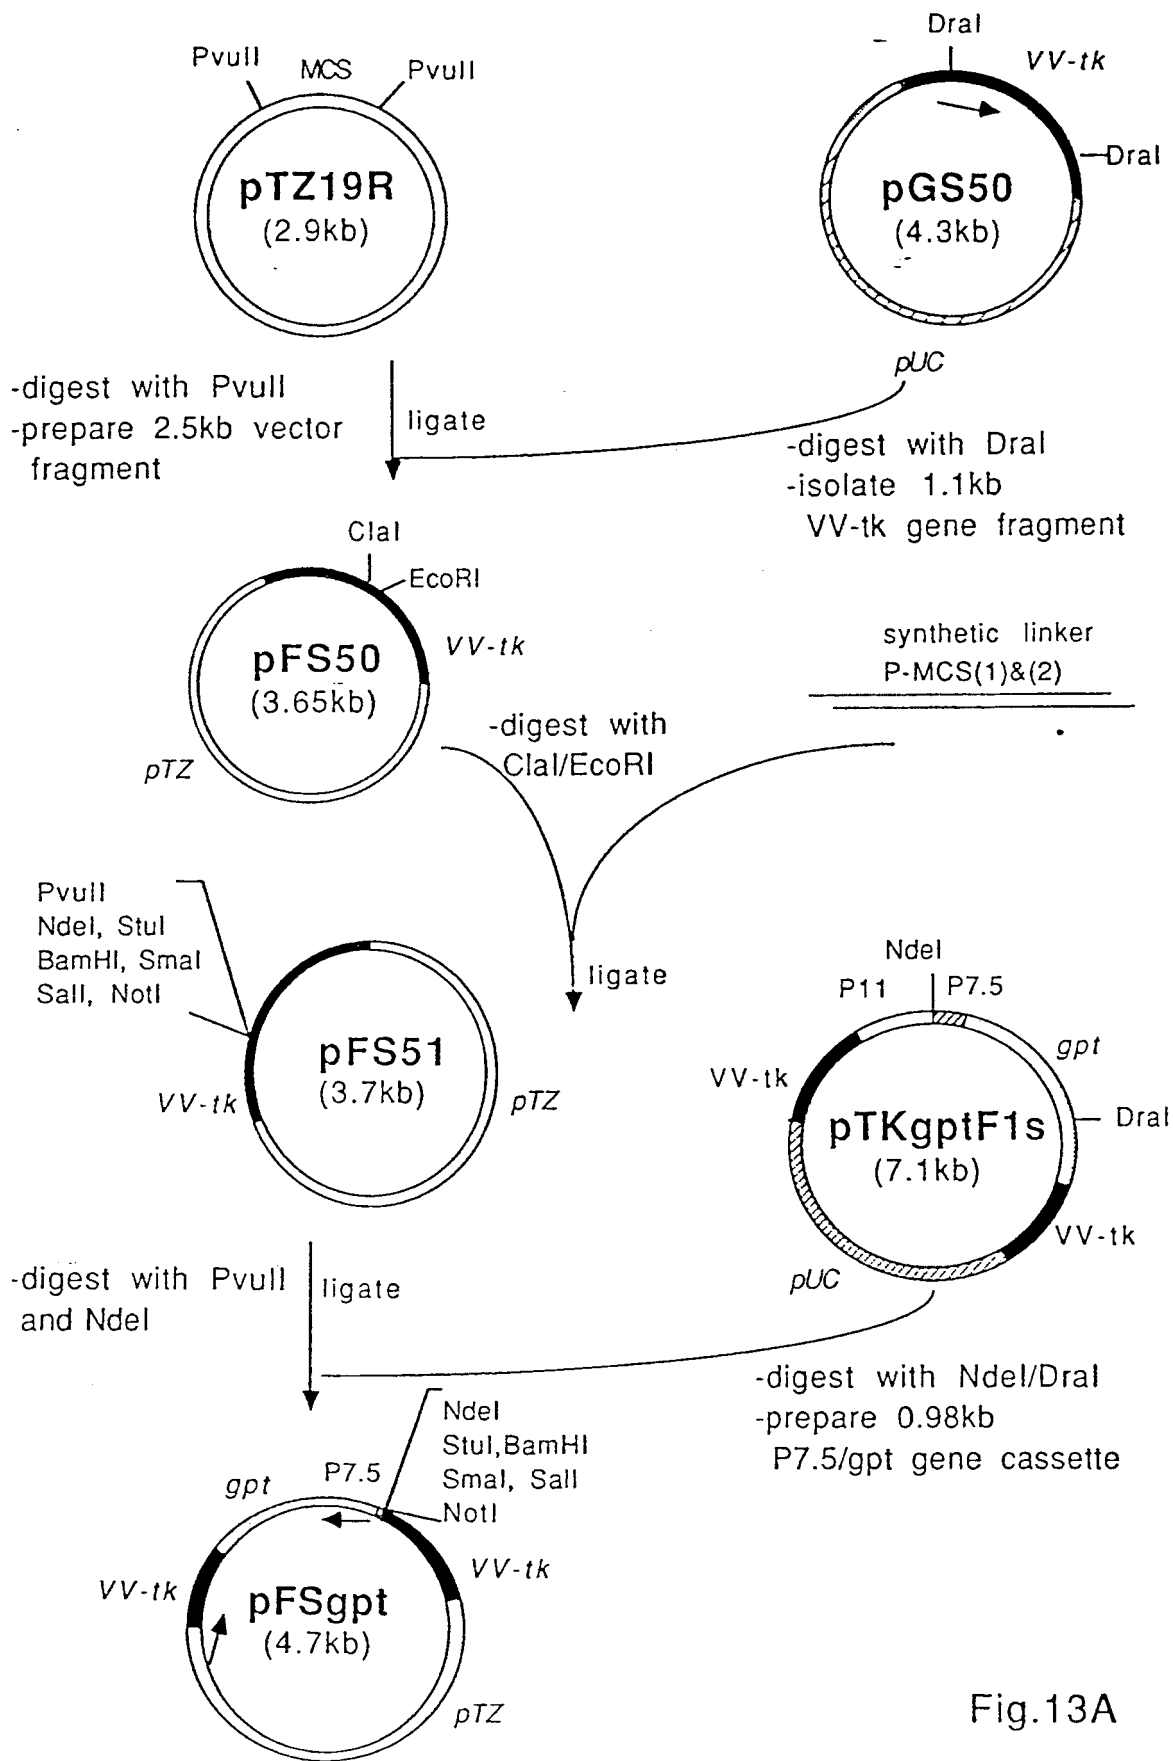 PvuII
MCS
PvuII
pTZ19R
(2.9kb)
DraI
VV-tk
DraI
pGS50
(4.3kb)
pUC
-digest with PvuII
-prepare 2.5kb vector
fragment
ligate
-digest with DraI
-isolate 1.1kb
VV-tk gene fragment
ClaI
EcoRI
VV-tk
pFS50
(3.65kb)
pTZ
synthetic linker
P-MCS(1)&(2)
-digest with
ClaI/EcoRI
PvuII
NdeI, StuI
BamHI, SmaI
SalI, NotI
ligate
pFS51
(3.7kb)
VV-tk
pTZ
NdeI
P11
P7.5
gpt
VV-tk
DraI
pTKgptF1s
(7.1kb)
VV-tk
pUC
-digest with PvuII
and NdeI
ligate
-digest with NdeI/DraI
-prepare 0.98kb
P7.5/gpt gene cassette
NdeI
StuI,BamHI
SmaI, SalI
NotI
gpt
P7.5
VV-tk
VV-tk
pFSgpt
(4.7kb)
pTZ
Fig.13A